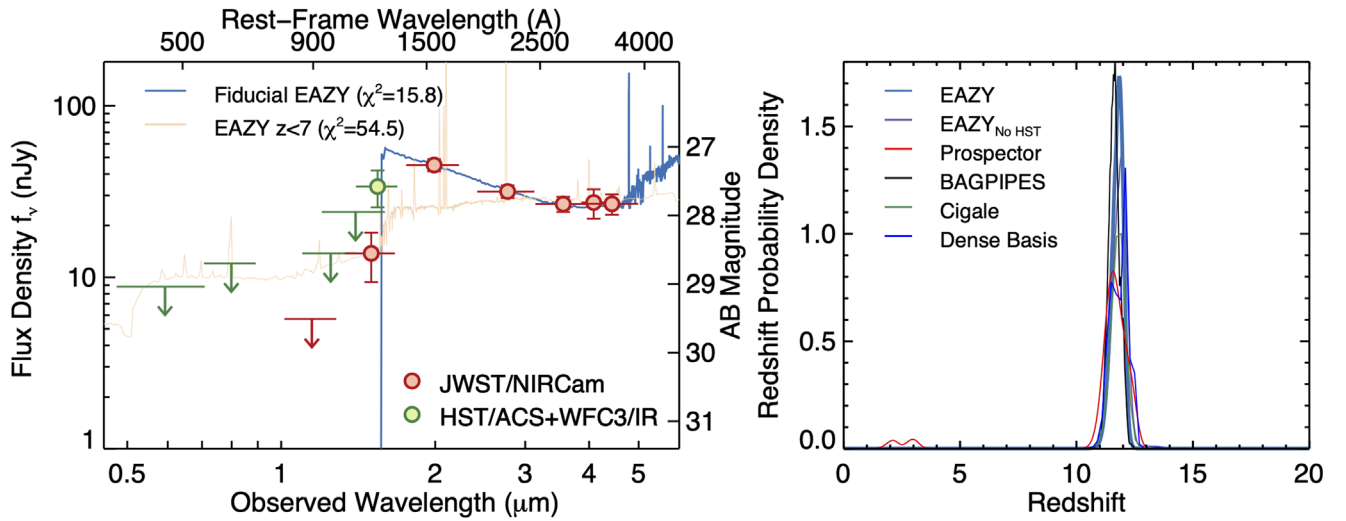 Rest-Frame Wavelength (A)
500 900 1500 2500 4000
Fiducial EAZY (χ²=15.8)
EAZY z<7 (χ²=54.5)
100
10
1
Flux Density fν (nJy)
27
28
29
30
31
AB Magnitude
JWST/NIRCam
HST/ACS+WFC3/IR
0.5 1 2 3 4 5
Observed Wavelength (μm)
Redshift Probability Density
1.5
1.0
0.5
0.0
EAZY
EAZY No HST
Prospector
BAGPIPES
Cigale
Dense Basis
0 5 10 15 20
Redshift